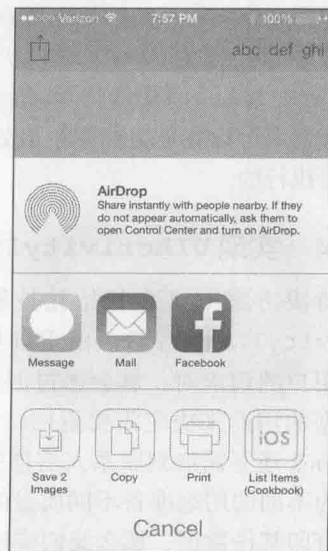 Verizon 7:57 PM 100%
abc def ghi
AirDrop
Share instantly with people nearby. If they
do not appear automatically, ask them to
open Control Center and turn on AirDrop.
Message Mail Facebook
iOS
Save 2
Images
Copy
Print
List Items
(Cookbook)
Cancel